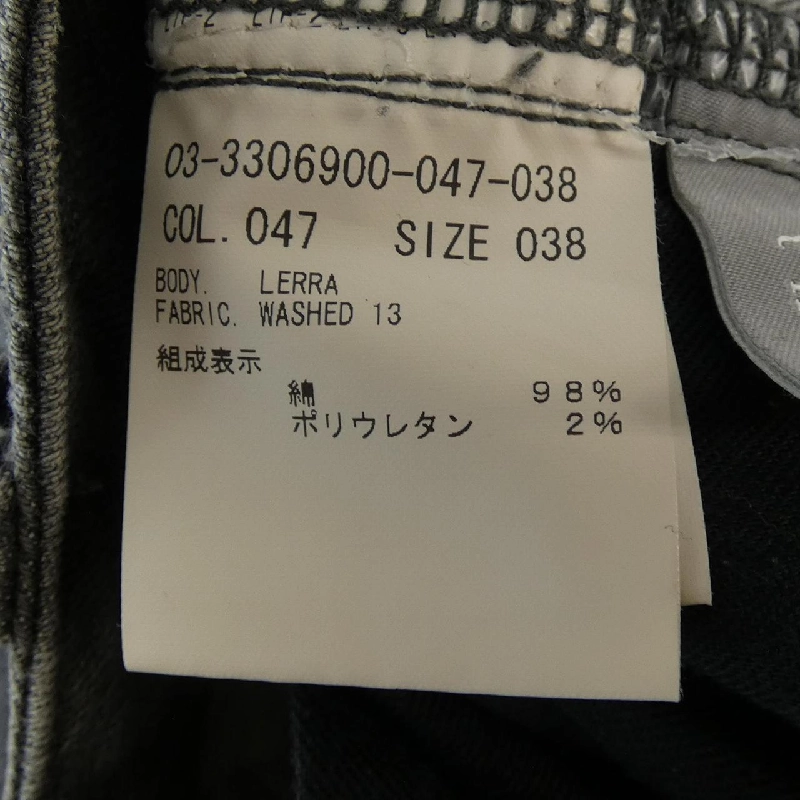 03-3306900-047-038
COL. 047 SIZE 038
BODY. LERRA
FABRIC. WASHED 13
組成表示
綿 98%
ポリウレタン 2%